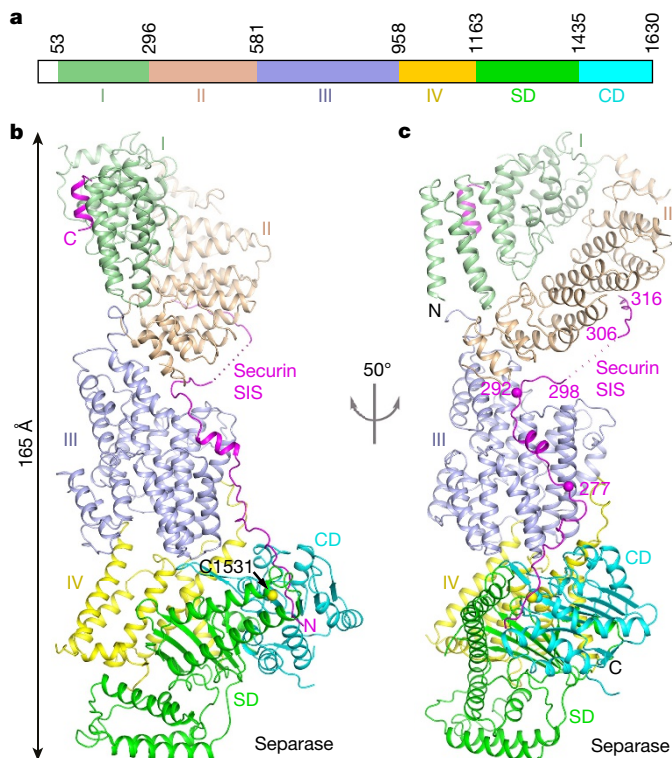 a
53 296 581 958 1163 1435 1630
I II III IV SD CD
b
c
I
I
C
II
II
N
316
306
Securin
SIS
Securin
SIS
50°
292
298
165 Å
III
III
277
CD
CD
C1531
IV
IV
N
C
SD
SD
Separase
Separase